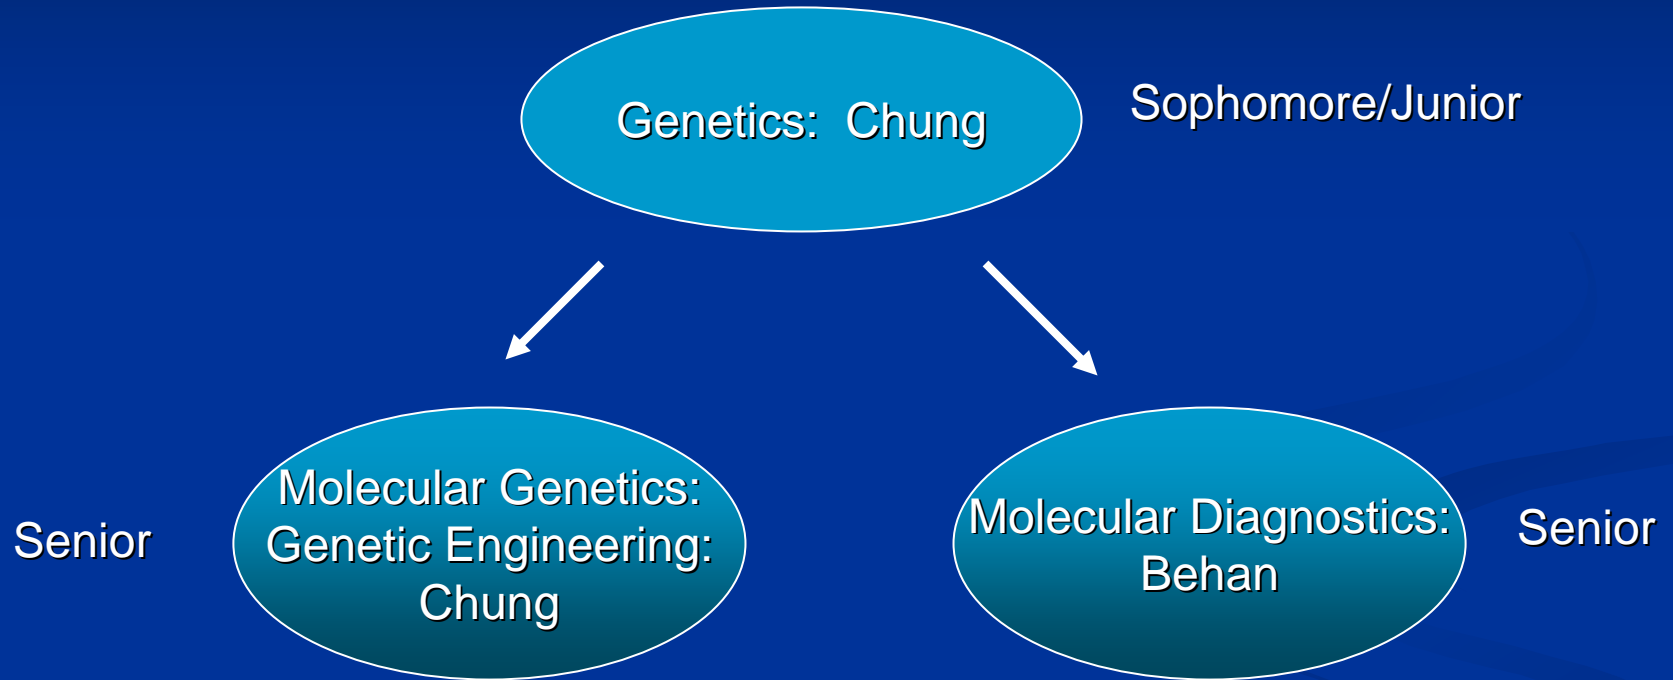 Genetics:  Chung
Sophomore/Junior
Senior
Molecular Genetics:
Genetic Engineering:
Chung
Molecular Diagnostics:
Behan
Senior